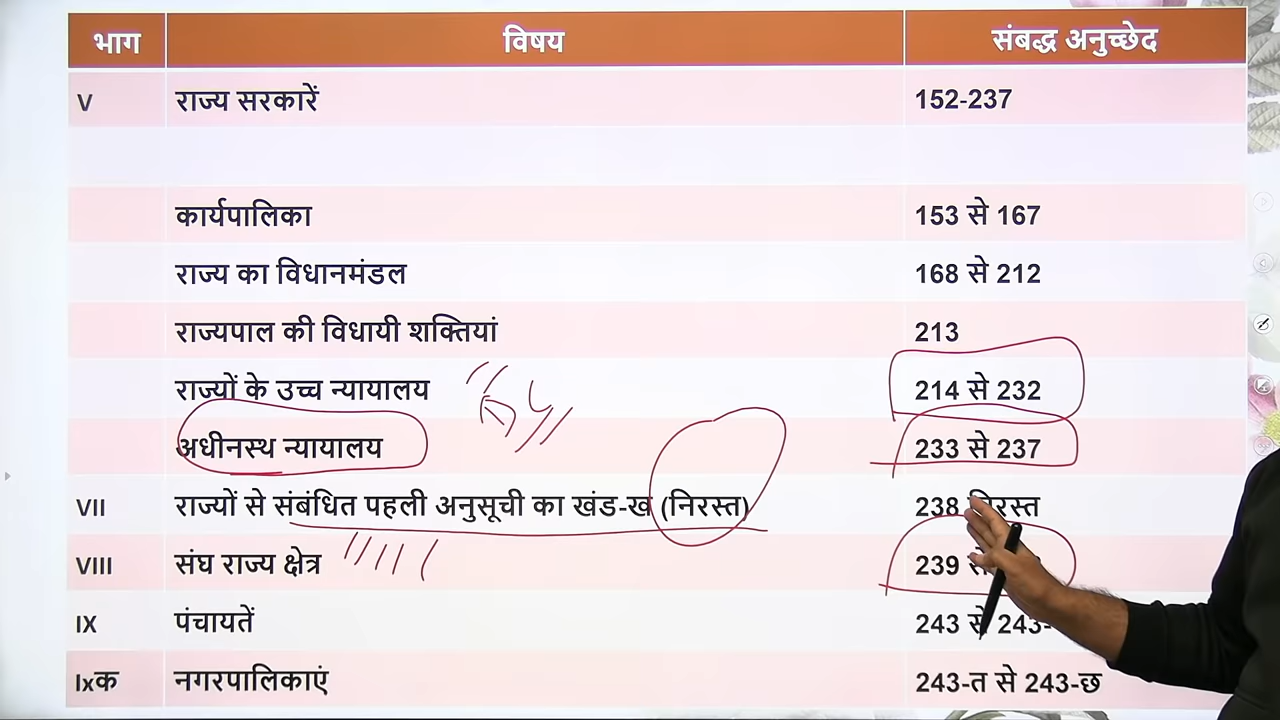 भाग विषय संबद्ध अनुच्छेद
V राज्य सरकारें 152-237
कार्यपालिका 153 से 167
राज्य का विधानमंडल 168 से 212
राज्यपाल की विधायी शक्तियां 213
राज्यों के उच्च न्यायालय 214 से 232
अधीनस्थ न्यायालय 233 से 237
VII राज्यों से संबंधित पहली अनुसूची का खंड-ख (निरस्त) 238 निरस्त
VIII संघ राज्य क्षेत्र 239
IX पंचायतें 243 से 243-
Ixक नगरपालिकाएं 243-त से 243-छ